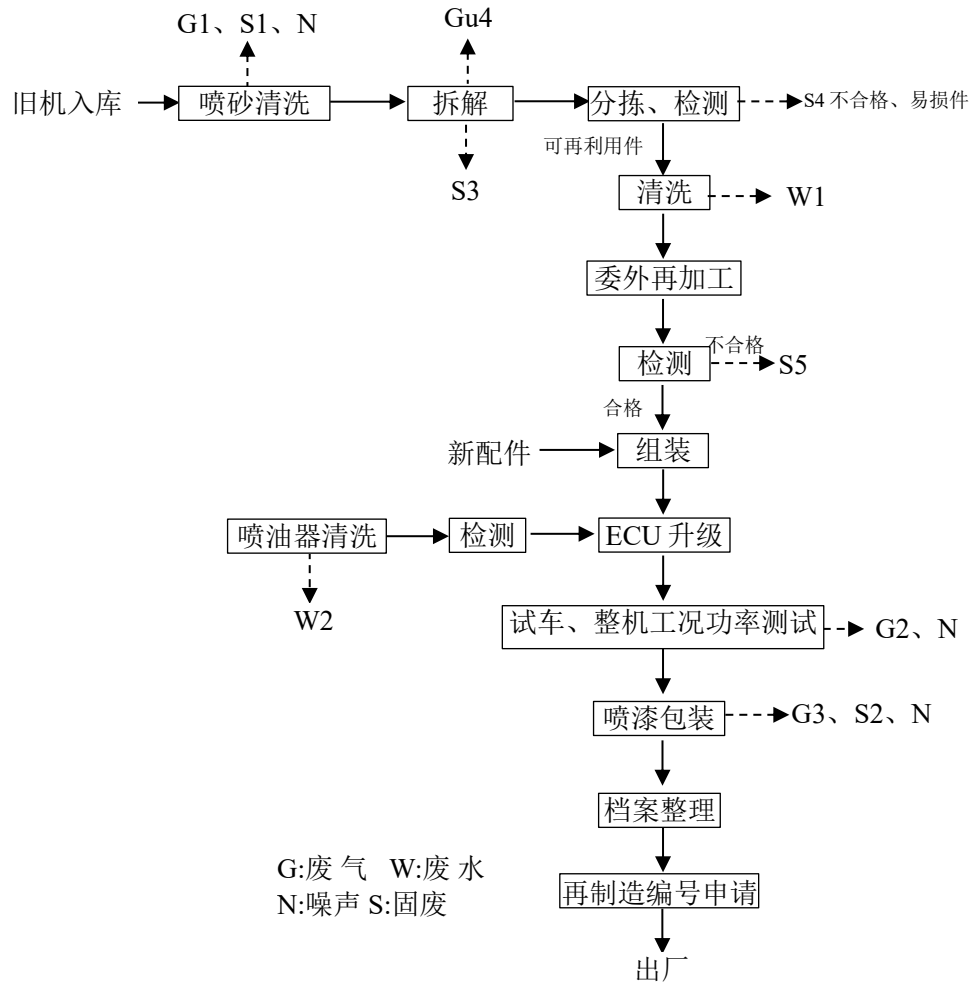 G1、S1、N
Gu4
旧机入库
喷砂清洗
拆解
分拣、检测
S4 不合格、易损件
可再利用件
S3
清洗
W1
委外再加工
不合格
检测
S5
合格
新配件
组装
喷油器清洗
检测
ECU 升级
W2
试车、整机工况功率测试
G2、N
喷漆包装
G3、S2、N
档案整理
G:废 气 W:废 水
N:噪声 S:固废
再制造编号申请
出厂